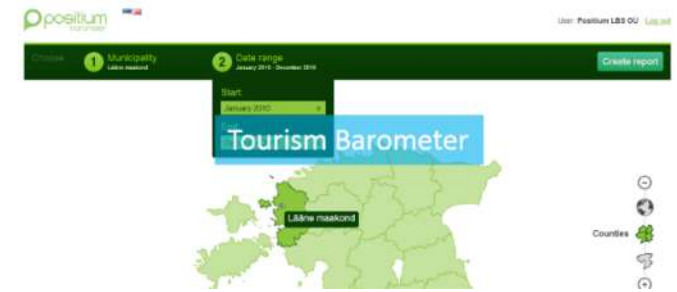 positium
barometer
User: Positium LBS OU Log out
Choose
1 Municipality
Lääne maakond
2 Date range
January 2010 - December 2010
Create report
Start
January 2010
Tourism Barometer
Lääne maakond
Counties